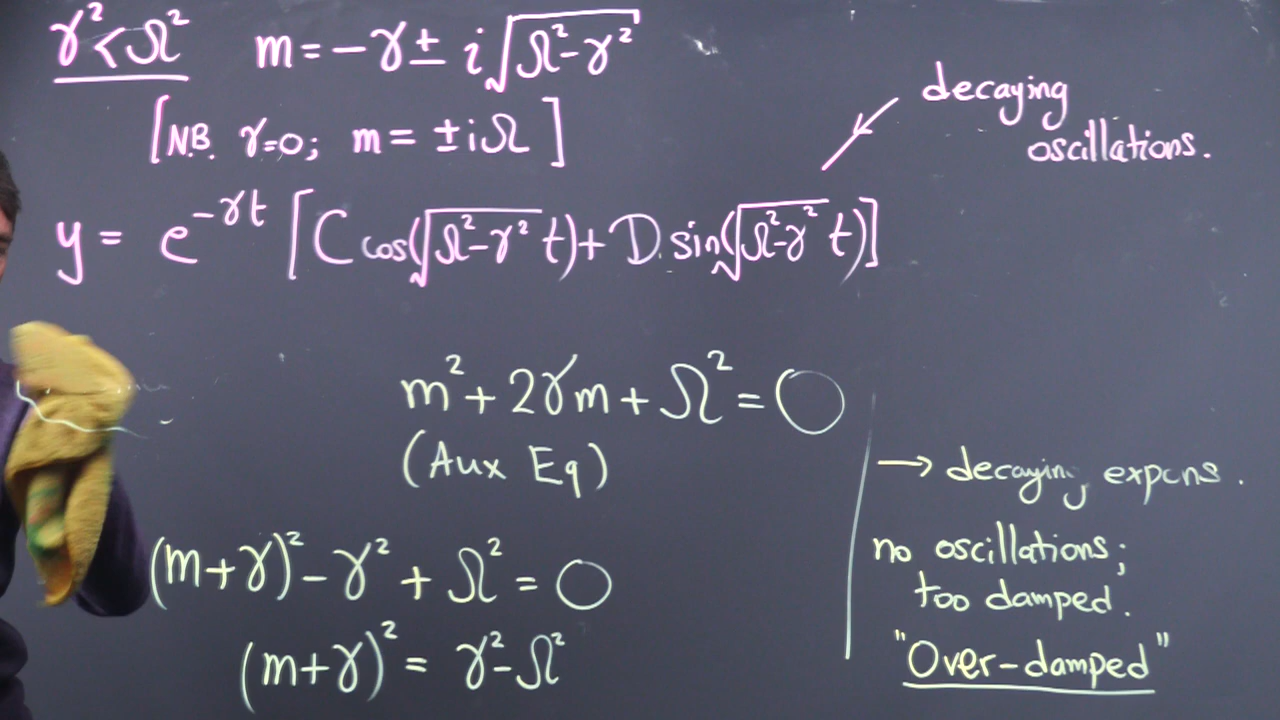 γ² < Ω² m = −γ ± i√(Ω²−γ²)
[N.B. γ=0; m = ±iΩ]
decaying
oscillations.
y = e^(−γt) [C cos(√(Ω²−γ²) t) + D sin(√(Ω²−γ²) t)]
m² + 2γm + Ω² = 0
(Aux Eq)
(m+γ)² − γ² + Ω² = 0
(m+γ)² = γ² − Ω²
→ decaying expons.
no oscillations;
too damped.
"Over-damped"